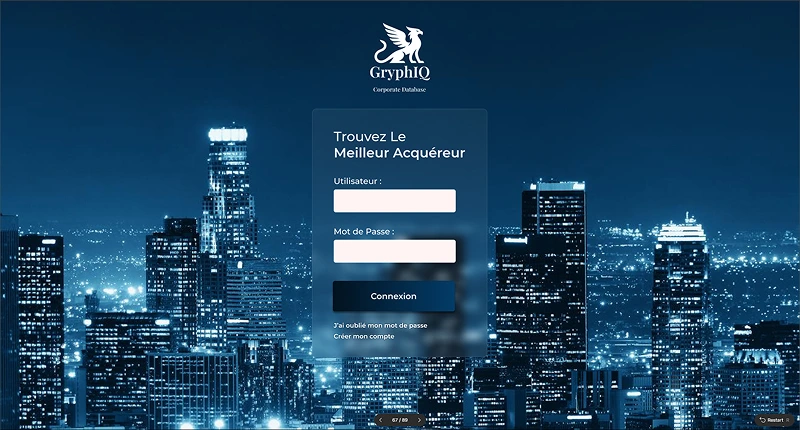 GryphIQ
Corporate Database
Trouvez Le
Meilleur Acquéreur
Utilisateur :
Mot de Passe :
Connexion
J'ai oublié mon mot de passe
Créer mon compte
67 / 89
Restart